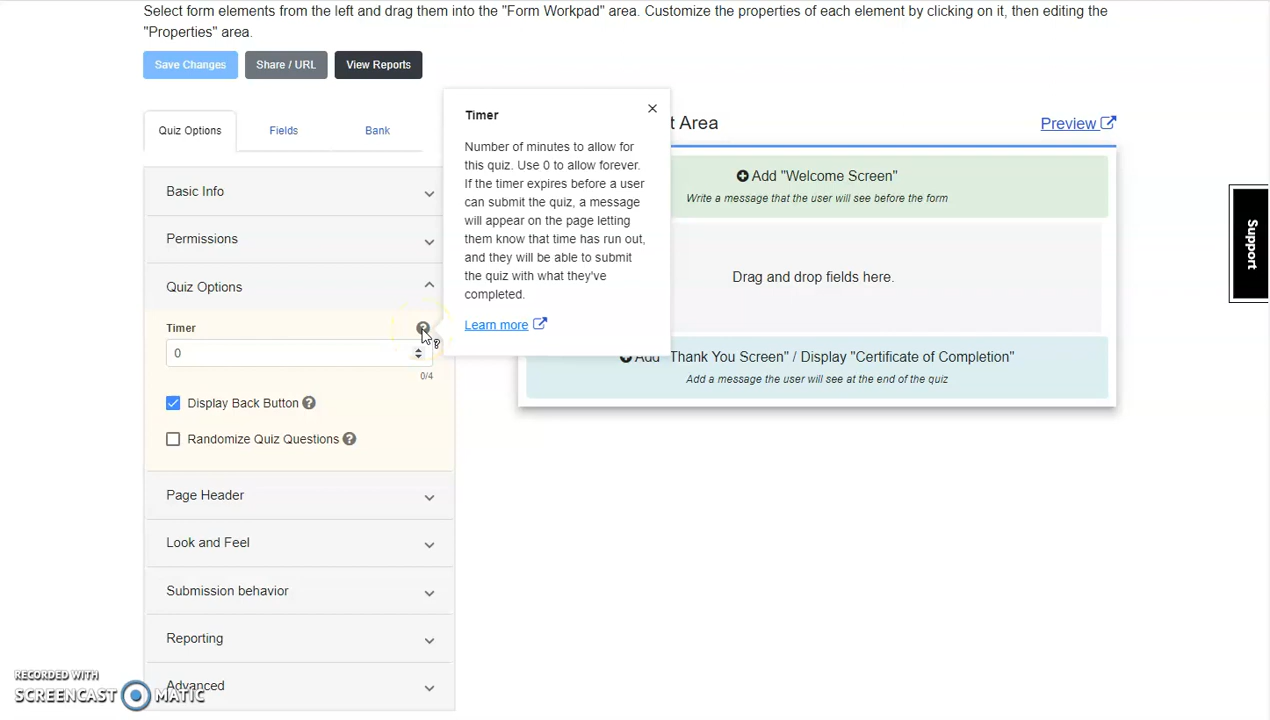 Select form elements from the left and drag them into the "Form Workpad" area. Customize the properties of each element by clicking on it, then editing the
"Properties" area.
Save Changes
Share / URL
View Reports
Quiz Options
Fields
Bank
Basic Info
Permissions
Quiz Options
Timer
0
0/4
Display Back Button
Randomize Quiz Questions
Page Header
Look and Feel
Submission behavior
Reporting
Advanced
Timer
Number of minutes to allow for
this quiz. Use 0 to allow forever.
If the timer expires before a user
can submit the quiz, a message
will appear on the page letting
them know that time has run out,
and they will be able to submit
the quiz with what they've
completed.
Learn more
t Area
Preview
Add "Welcome Screen"
Write a message that the user will see before the form
Drag and drop fields here.
Add "Thank You Screen" / Display "Certificate of Completion"
Add a message the user will see at the end of the quiz
Support
RECORDED WITH
SCREENCAST MATIC